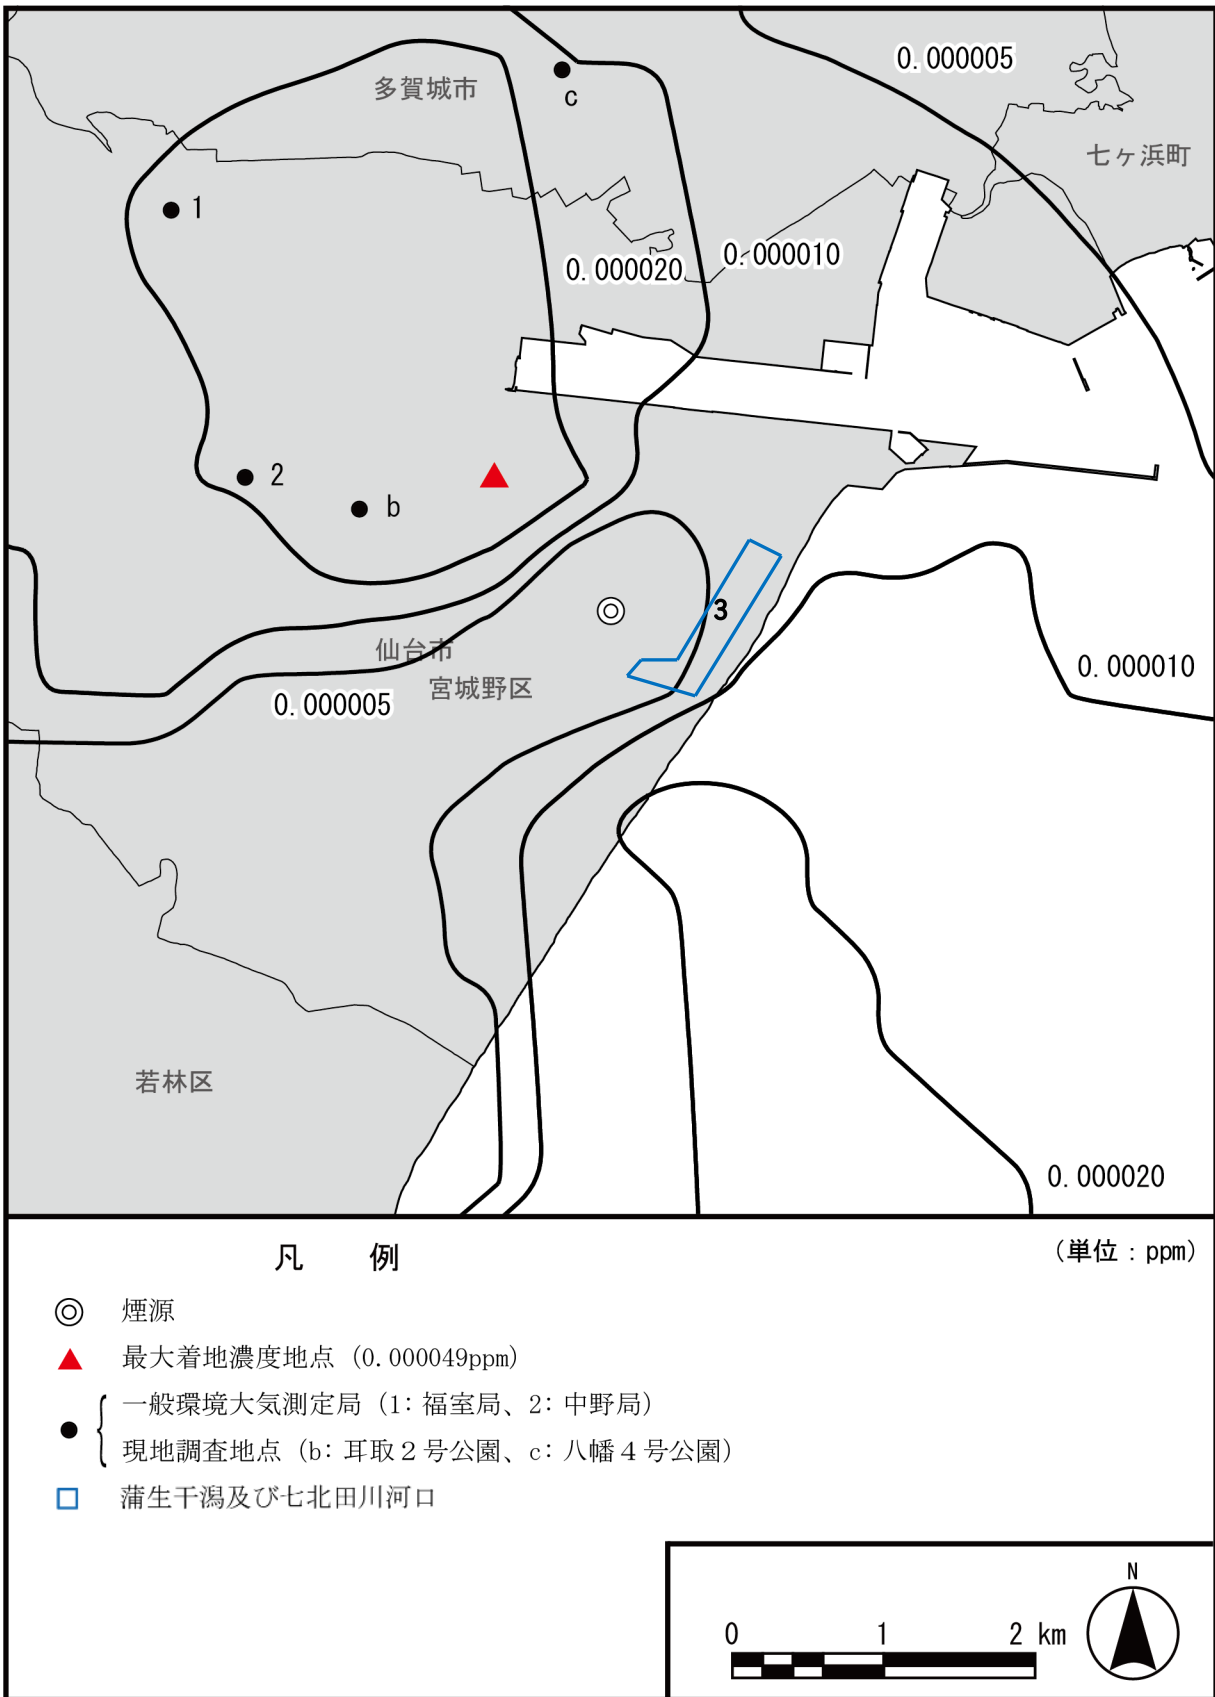 0.000005
多賀城市
c
七ヶ浜町
1
0.000020
0.000010
2
b
3
仙台市
宮城野区
0.000010
0.000005
若林区
0.000020
凡 例
(単位：ppm)
煙源
最大着地濃度地点 (0.000049ppm)
一般環境大気測定局 (1: 福室局、2: 中野局)
現地調査地点 (b: 耳取２号公園、c: 八幡４号公園)
蒲生干潟及び七北田川河口
N
0 1 2 km